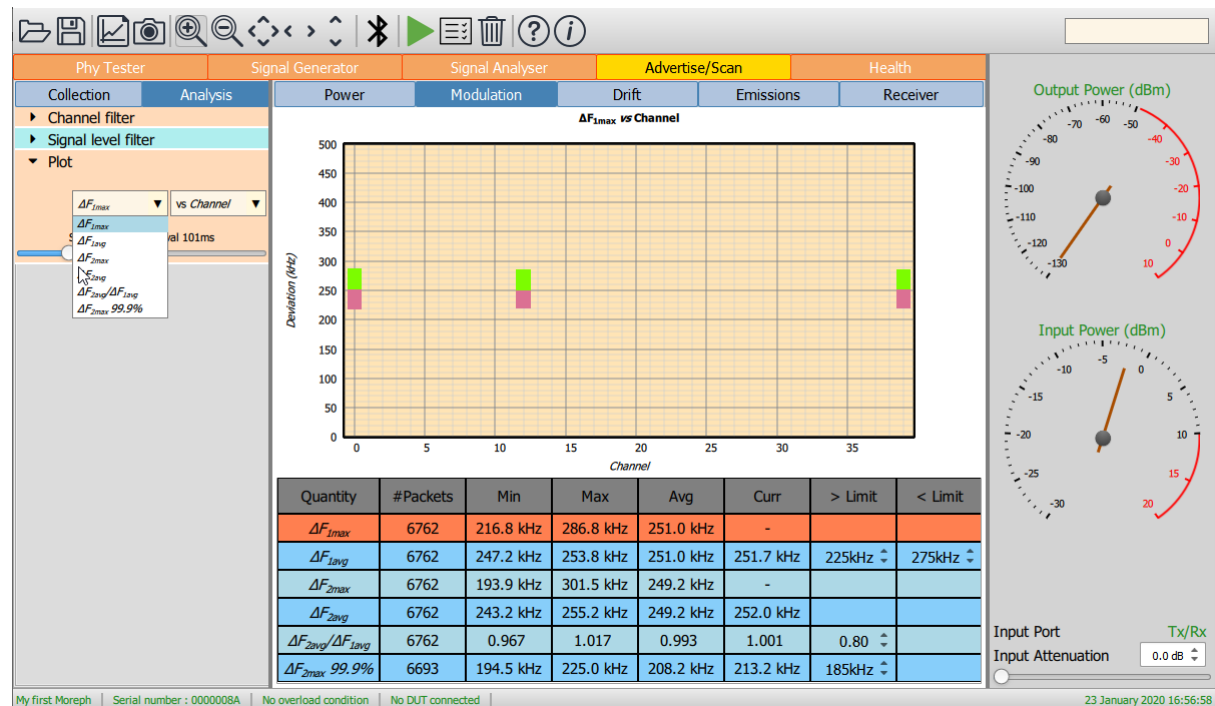 Phy Tester Signal Generator Signal Analyser Advertise/Scan Health
Collection Analysis Power Modulation Drift Emissions Receiver
Channel filter
Signal level filter
Plot
ΔF1max ▼ vs Channel ▼
ΔF1max
ΔF1avg
ΔF2max
ΔF2avg/ΔF1avg
ΔF2max 99.9%
101ms
ΔF1max vs Channel
Deviation (kHz)
500
450
400
350
300
250
200
150
100
50
0
0 5 10 15 20 25 30 35
Channel
Quantity #Packets Min Max Avg Curr > Limit < Limit
ΔF1max 6762 216.8 kHz 286.8 kHz 251.0 kHz -
ΔF1avg 6762 247.2 kHz 253.8 kHz 251.0 kHz 251.7 kHz 225kHz 275kHz
ΔF2max 6762 193.9 kHz 301.5 kHz 249.2 kHz -
ΔF2avg 6762 243.2 kHz 255.2 kHz 249.2 kHz 252.0 kHz
ΔF2avg/ΔF1avg 6762 0.967 1.017 0.993 1.001 0.80
ΔF2max 99.9% 6693 194.5 kHz 225.0 kHz 208.2 kHz 213.2 kHz 185kHz
Output Power (dBm)
-130 -120 -110 -100 -90 -80 -70 -60 -50 -40 -30 -20 -10 0 10
Input Power (dBm)
-30 -25 -20 -15 -10 -5 0 5 10 15 20
Input Port Tx/Rx
Input Attenuation 0.0 dB
My first Moreph Serial number : 0000008A No overload condition No DUT connected 23 January 2020 16:56:58